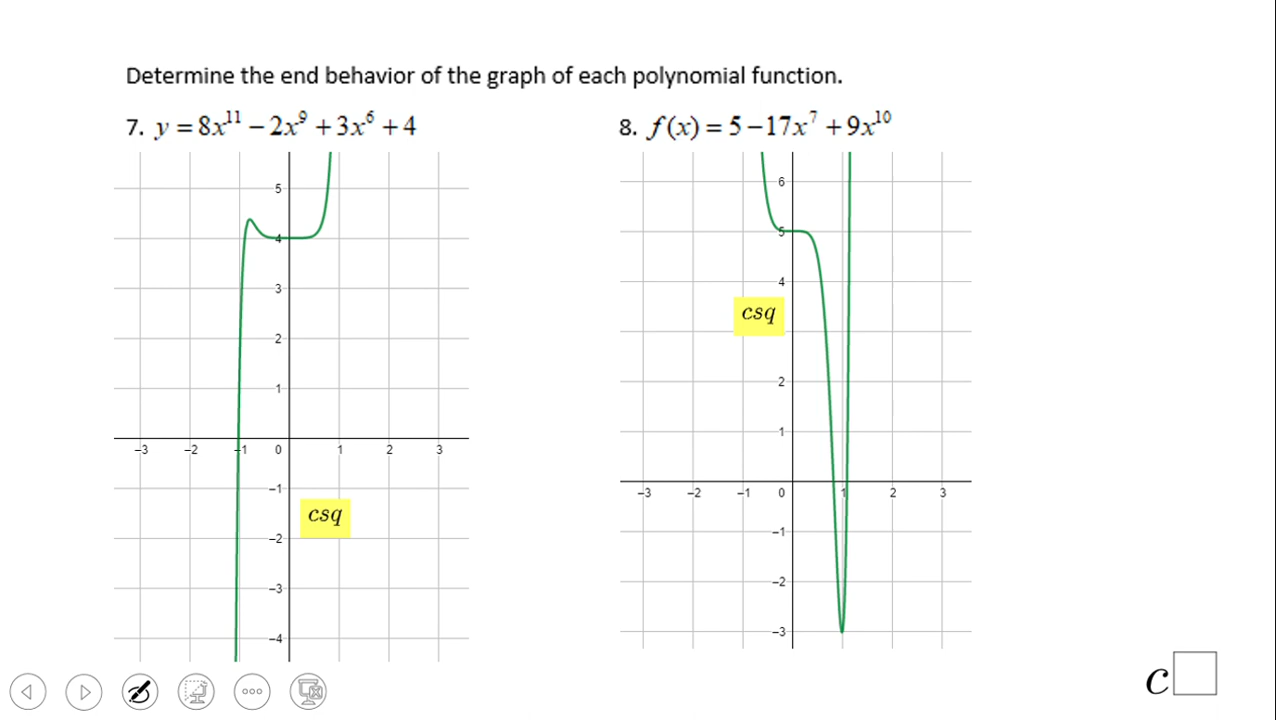 Determine the end behavior of the graph of each polynomial function.
7. y = 8x¹¹ − 2x⁹ + 3x⁶ + 4
8. f(x) = 5 − 17x⁷ + 9x¹⁰
5
4
3
2
1
−3 −2 −1 0 1 2 3
−1
csq
−2
−3
−4
6
5
4
csq
2
1
−3 −2 −1 0 1 2 3
−1
−2
−3
c